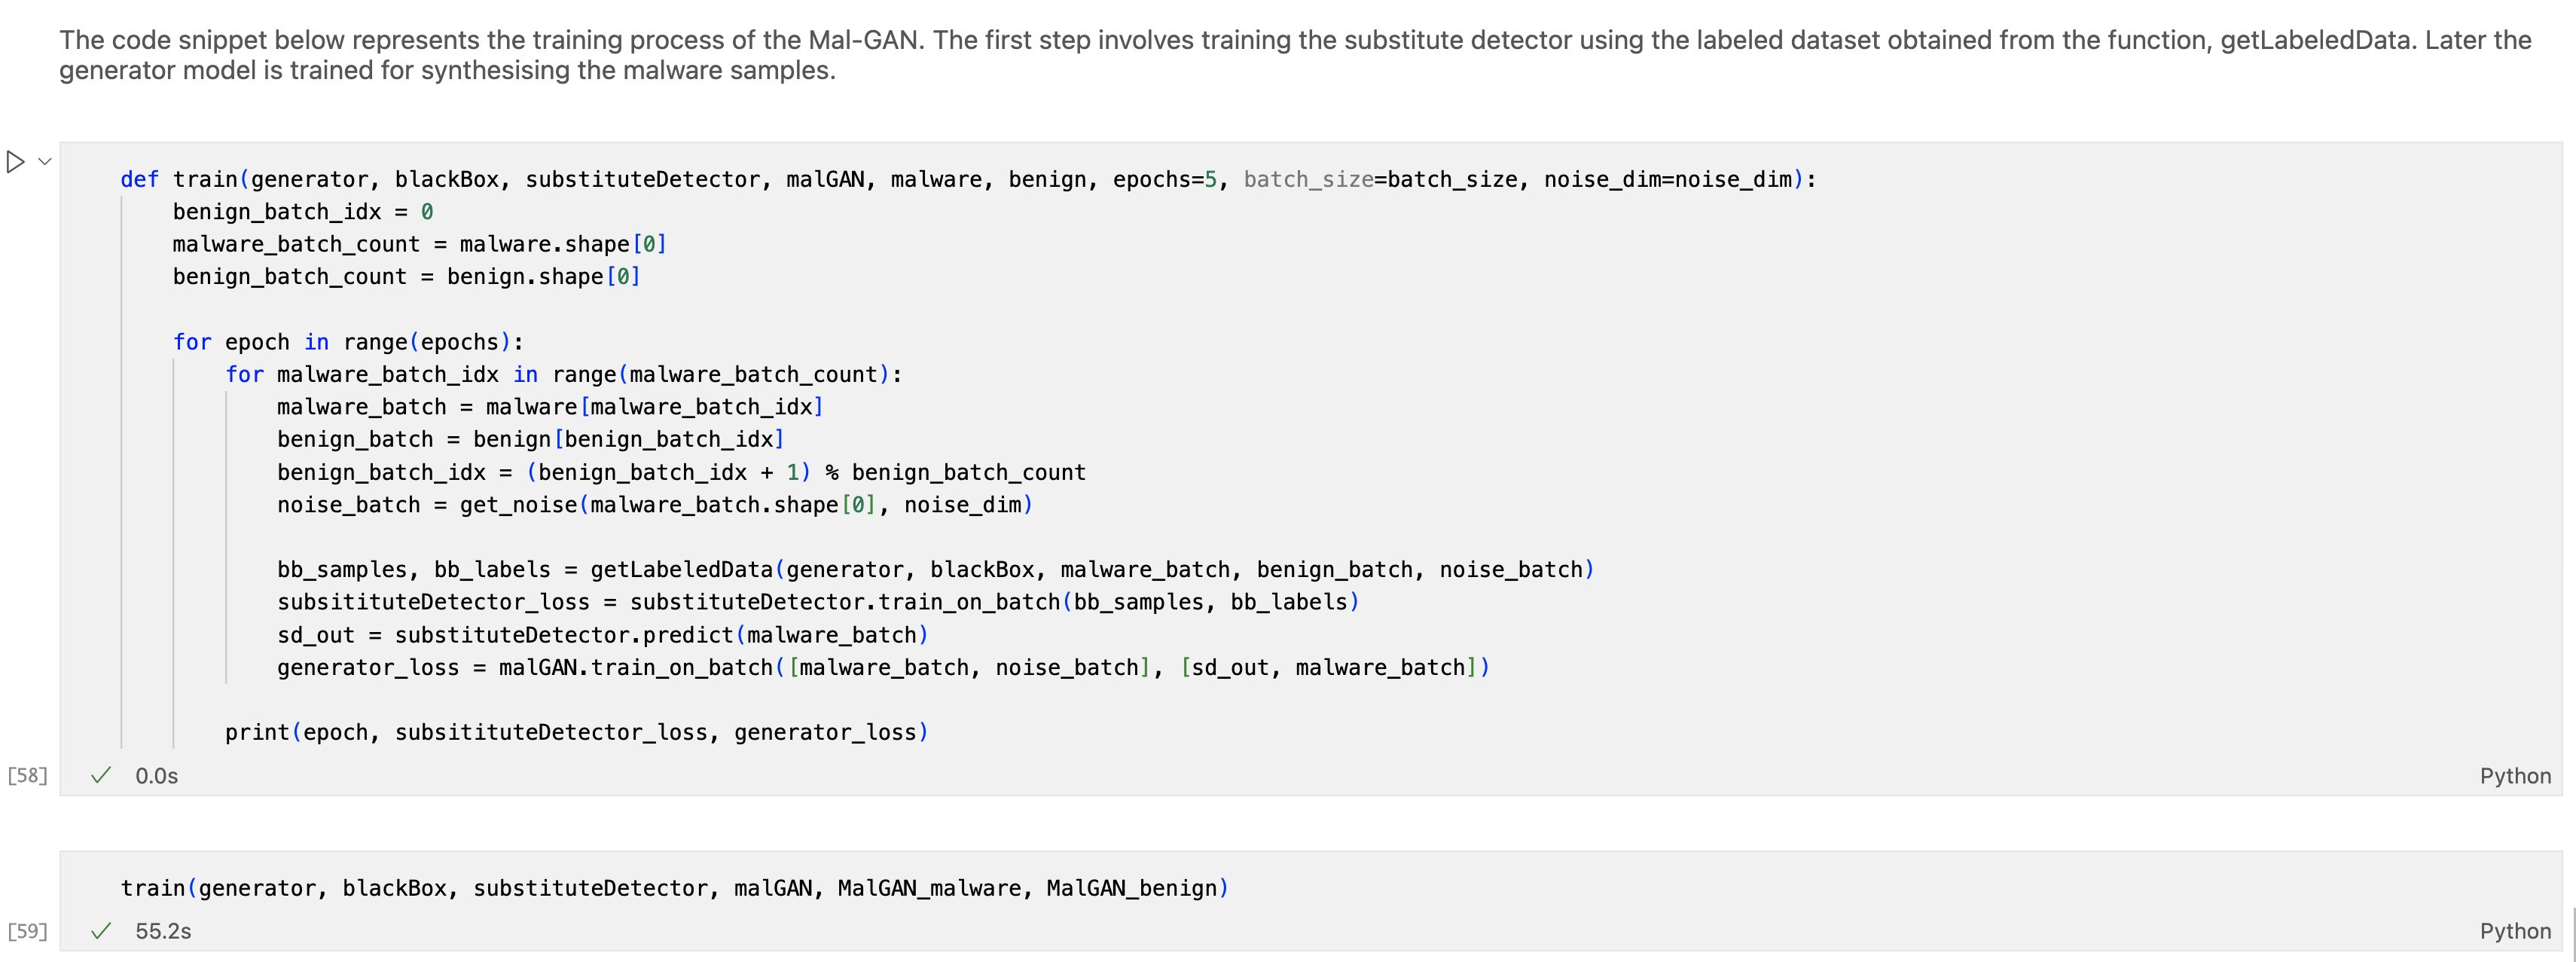 The code snippet below represents the training process of the Mal-GAN. The first step involves training the substitute detector using the labeled dataset obtained from the function, getLabeledData. Later the
generator model is trained for synthesising the malware samples.
def train(generator, blackBox, substituteDetector, malGAN, malware, benign, epochs=5, batch_size=batch_size, noise_dim=noise_dim):
    benign_batch_idx = 0
    malware_batch_count = malware.shape[0]
    benign_batch_count = benign.shape[0]
    for epoch in range(epochs):
        for malware_batch_idx in range(malware_batch_count):
            malware_batch = malware[malware_batch_idx]
            benign_batch = benign[benign_batch_idx]
            benign_batch_idx = (benign_batch_idx + 1) % benign_batch_count
            noise_batch = get_noise(malware_batch.shape[0], noise_dim)
            bb_samples, bb_labels = getLabeledData(generator, blackBox, malware_batch, benign_batch, noise_batch)
            subsitituteDetector_loss = substituteDetector.train_on_batch(bb_samples, bb_labels)
            sd_out = substituteDetector.predict(malware_batch)
            generator_loss = malGAN.train_on_batch([malware_batch, noise_batch], [sd_out, malware_batch])
        print(epoch, subsitituteDetector_loss, generator_loss)
[58] 0.0s Python
train(generator, blackBox, substituteDetector, malGAN, MalGAN_malware, MalGAN_benign)
[59] 55.2s Python